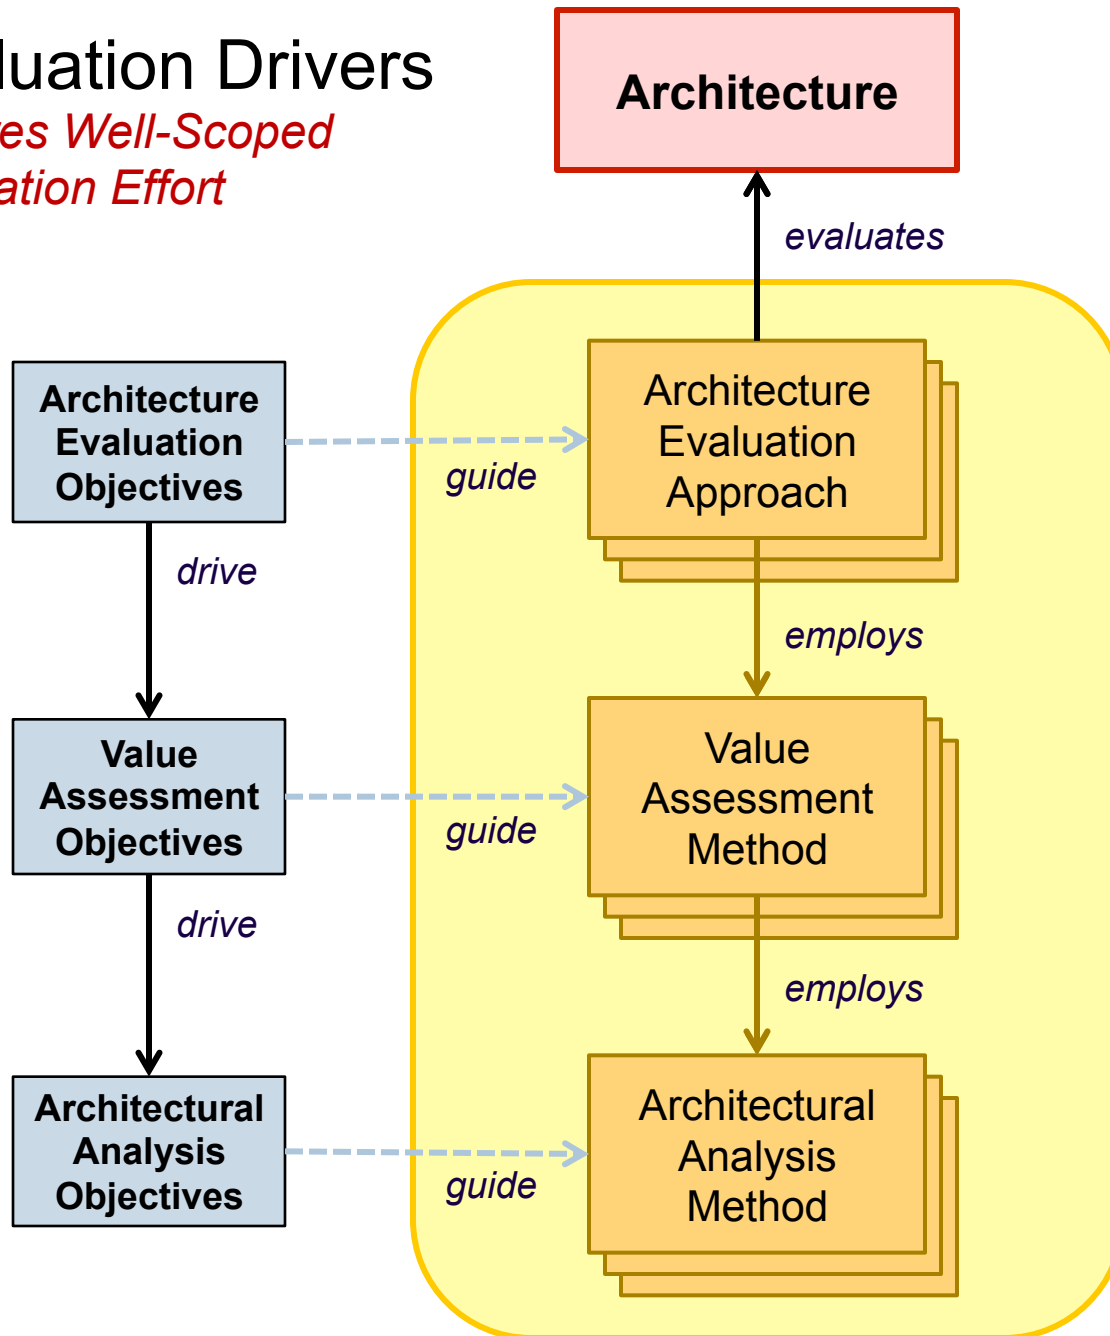 luation Drivers
es Well-Scoped
ation Effort
Architecture
evaluates
Architecture
Evaluation
Objectives
guide
Architecture
Evaluation
Approach
drive
employs
Value
Assessment
Objectives
guide
Value
Assessment
Method
drive
employs
Architectural
Analysis
Objectives
guide
Architectural
Analysis
Method